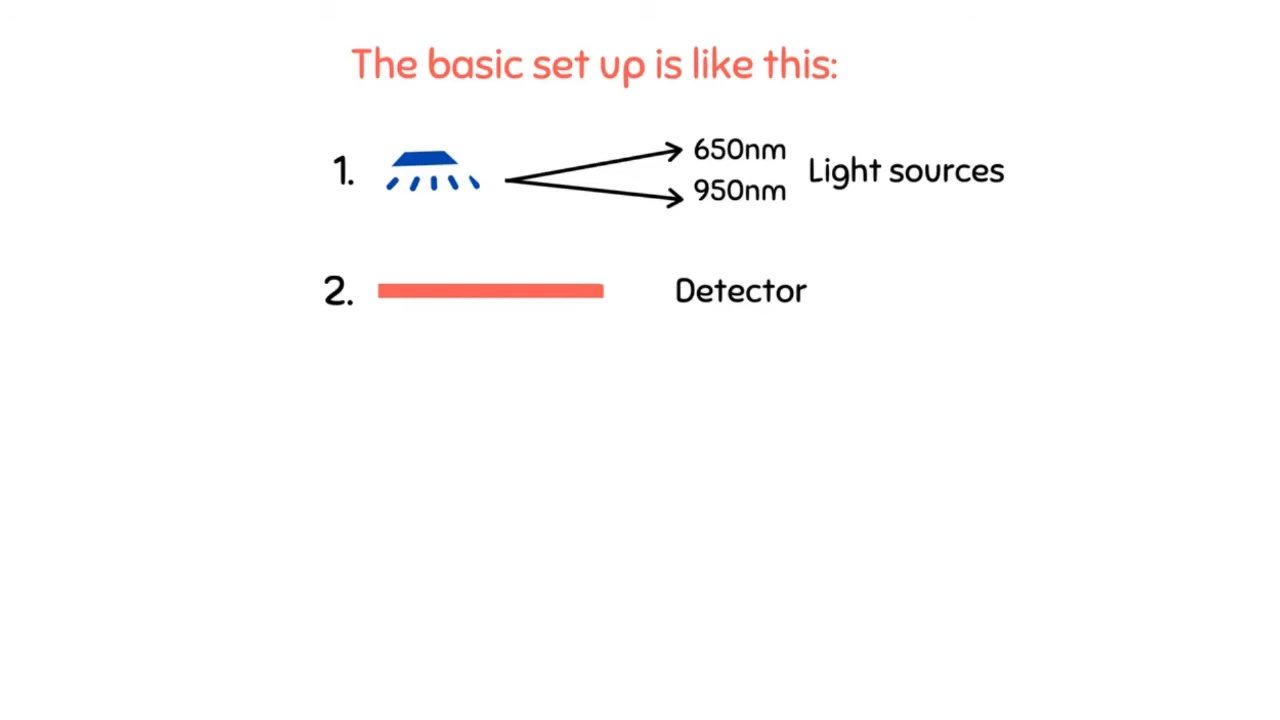 The basic set up is like this:
1.
650nm
950nm
Light sources
2.
Detector